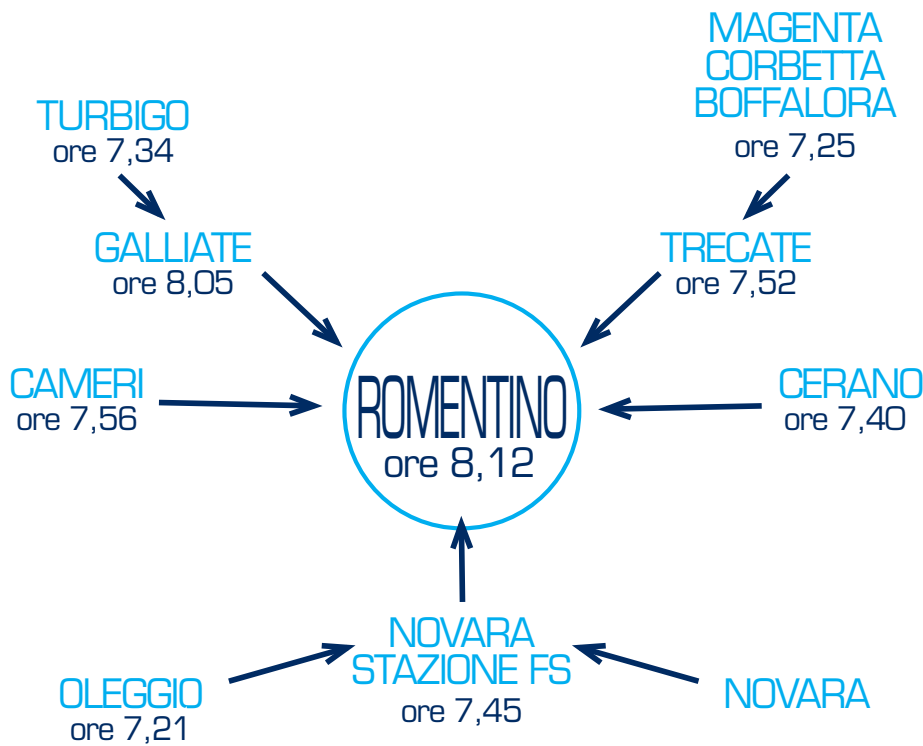 MAGENTA
CORBETTA
BOFFALORA
ore 7,25
TURBIGO
ore 7,34
GALLIATE
ore 8,05
TRECATE
ore 7,52
CAMERI
ore 7,56
ROMENTINO
ore 8,12
CERANO
ore 7,40
NOVARA
STAZIONE FS
ore 7,45
OLEGGIO
ore 7,21
NOVARA